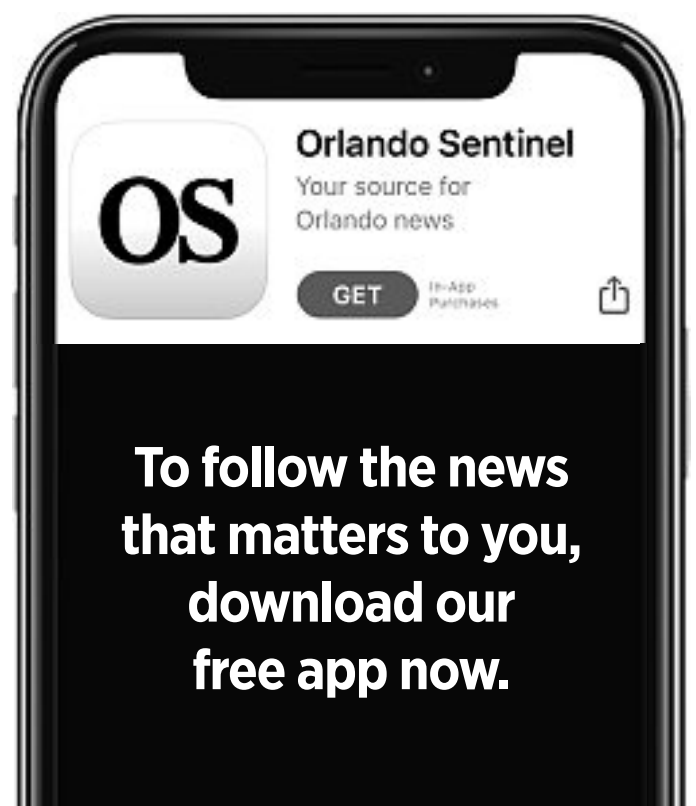 OS
Orlando Sentinel
Your source for
Orlando news
GET
In-App
Purchases
To follow the news
that matters to you,
download our
free app now.